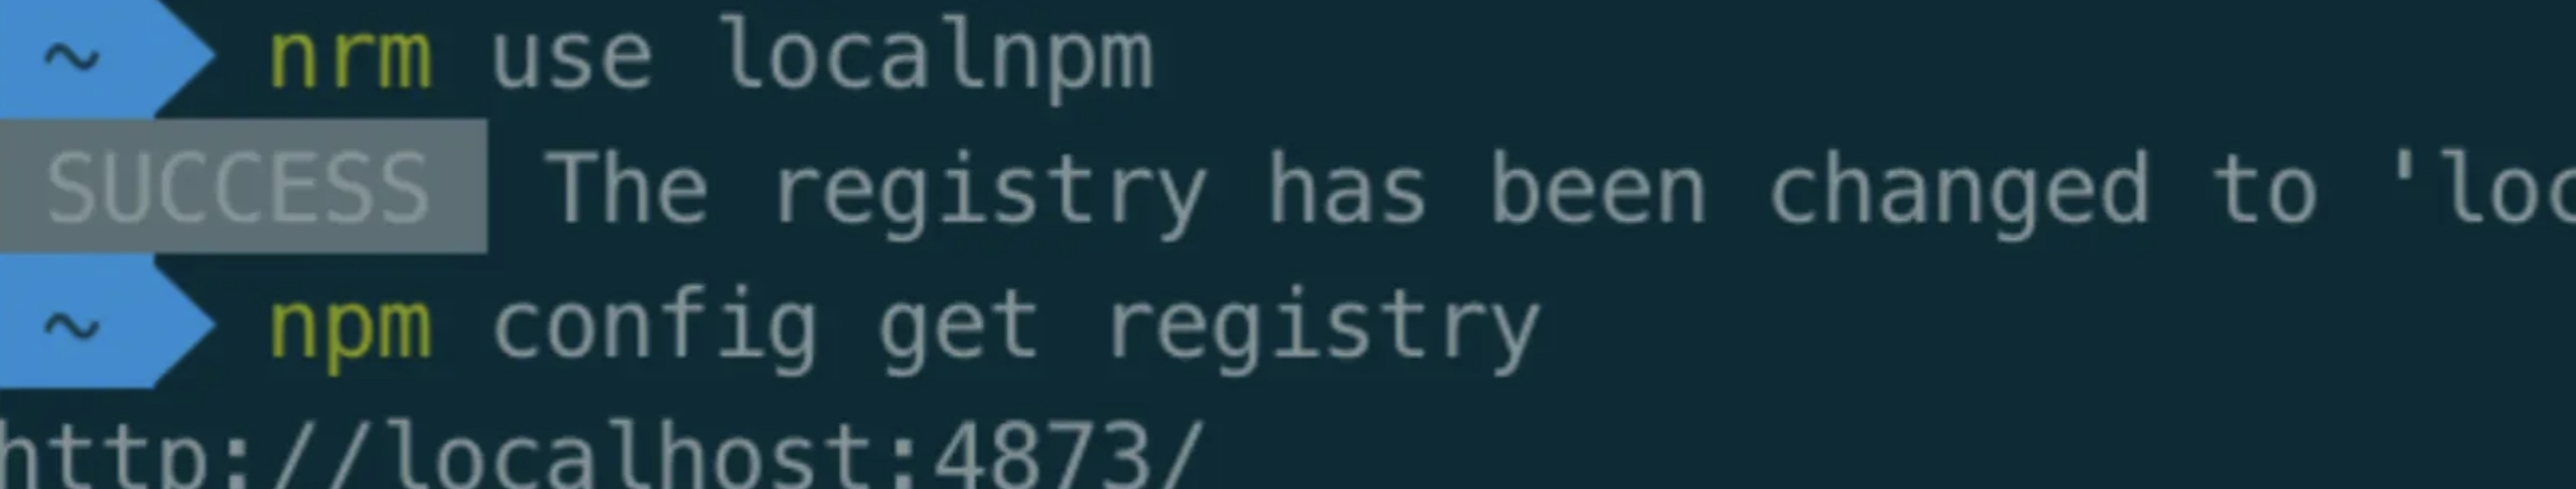 ~ nrm use localnpm
SUCCESS The registry has been changed to 'loc
~ npm config get registry
http://localhost:4873/